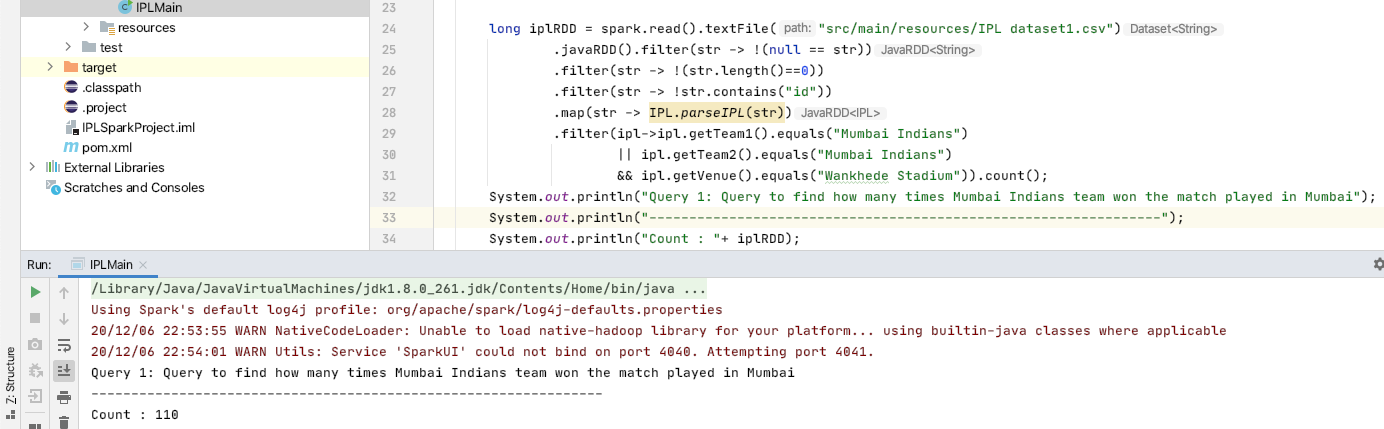 IPLMain
resources
test
target
.classpath
.project
IPLSparkProject.iml
pom.xml
External Libraries
Scratches and Consoles
23
24 long iplRDD = spark.read().textFile( path: "src/main/resources/IPL dataset1.csv") Dataset<String>
25 .javaRDD().filter(str -> !(null == str)) JavaRDD<String>
26 .filter(str -> !(str.length()==0))
27 .filter(str -> !str.contains("id"))
28 .map(str -> IPL.parseIPL(str)) JavaRDD<IPL>
29 .filter(ipl->ipl.getTeam1().equals("Mumbai Indians")
30 || ipl.getTeam2().equals("Mumbai Indians")
31 && ipl.getVenue().equals("Wankhede Stadium")).count();
32 System.out.println("Query 1: Query to find how many times Mumbai Indians team won the match played in Mumbai");
33 System.out.println("----------------------------------------------------------------");
34 System.out.println("Count : "+ iplRDD);
Run: IPLMain
/Library/Java/JavaVirtualMachines/jdk1.8.0_261.jdk/Contents/Home/bin/java ...
Using Spark's default log4j profile: org/apache/spark/log4j-defaults.properties
20/12/06 22:53:55 WARN NativeCodeLoader: Unable to load native-hadoop library for your platform... using builtin-java classes where applicable
20/12/06 22:54:01 WARN Utils: Service 'SparkUI' could not bind on port 4040. Attempting port 4041.
Query 1: Query to find how many times Mumbai Indians team won the match played in Mumbai
----------------------------------------------------------------
Count : 110
Z: Structure